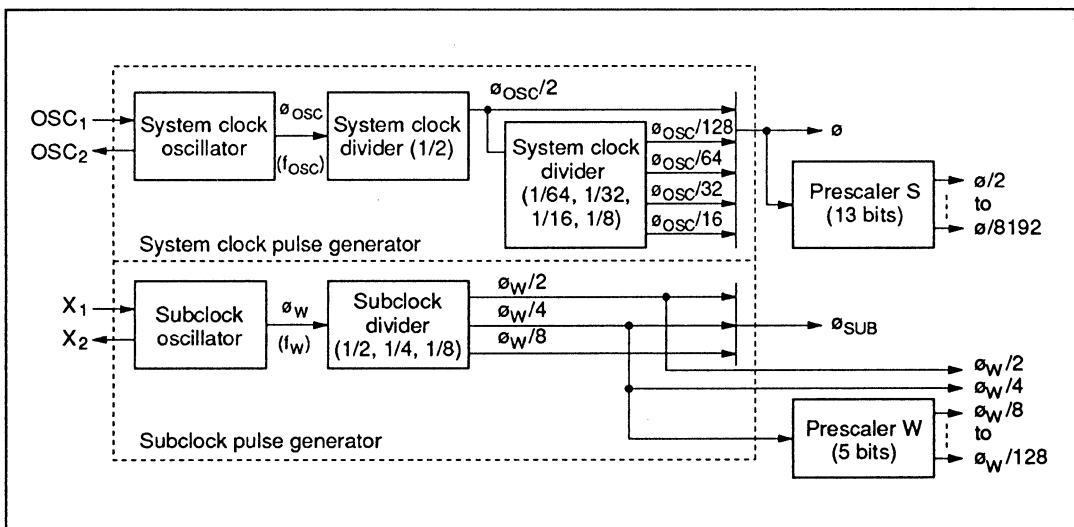 OSC1
OSC2
System clock
oscillator
øOSC
(fOSC)
System clock
divider (1/2)
øOSC/2
System clock
divider
(1/64, 1/32,
1/16, 1/8)
øOSC/128
øOSC/64
øOSC/32
øOSC/16
ø
Prescaler S
(13 bits)
ø/2
to
ø/8192
System clock pulse generator
X1
X2
Subclock
oscillator
øW
(fW)
Subclock
divider
(1/2, 1/4, 1/8)
øW/2
øW/4
øW/8
øSUB
øW/2
øW/4
Prescaler W
(5 bits)
øW/8
to
øW/128
Subclock pulse generator